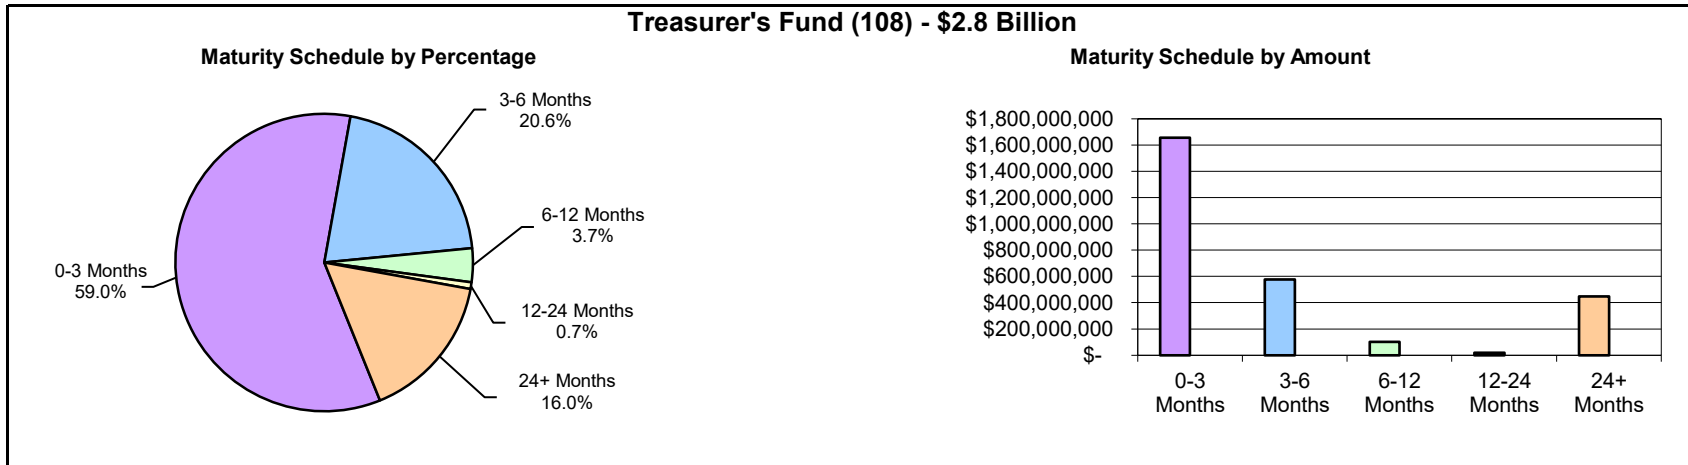 Treasurer's Fund (108) - $2.8 Billion
Maturity Schedule by Percentage
3-6 Months
20.6%
6-12 Months
3.7%
0-3 Months
59.0%
12-24 Months
0.7%
24+ Months
16.0%
Maturity Schedule by Amount
$1,800,000,000
$1,600,000,000
$1,400,000,000
$1,200,000,000
$1,000,000,000
$800,000,000
$600,000,000
$400,000,000
$200,000,000
$-
0-3
Months
3-6
Months
6-12
Months
12-24
Months
24+
Months